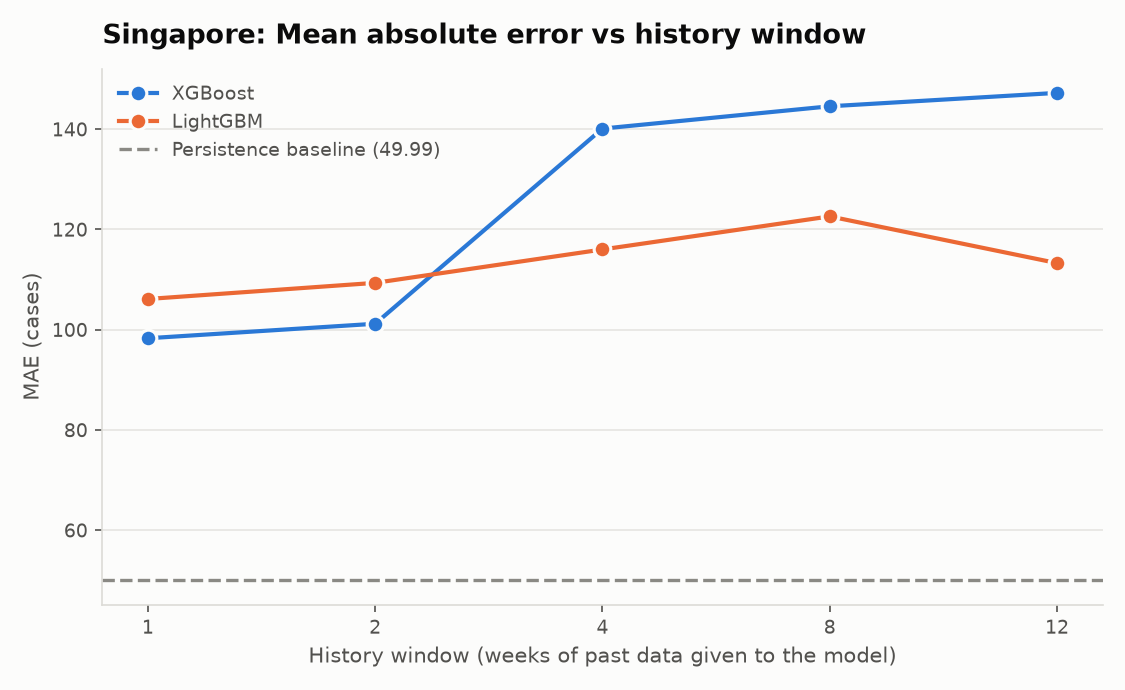 Singapore: Mean absolute error vs history window
XGBoost
LightGBM
Persistence baseline (49.99)
140
120
100
80
60
MAE (cases)
1 2 4 8 12
History window (weeks of past data given to the model)